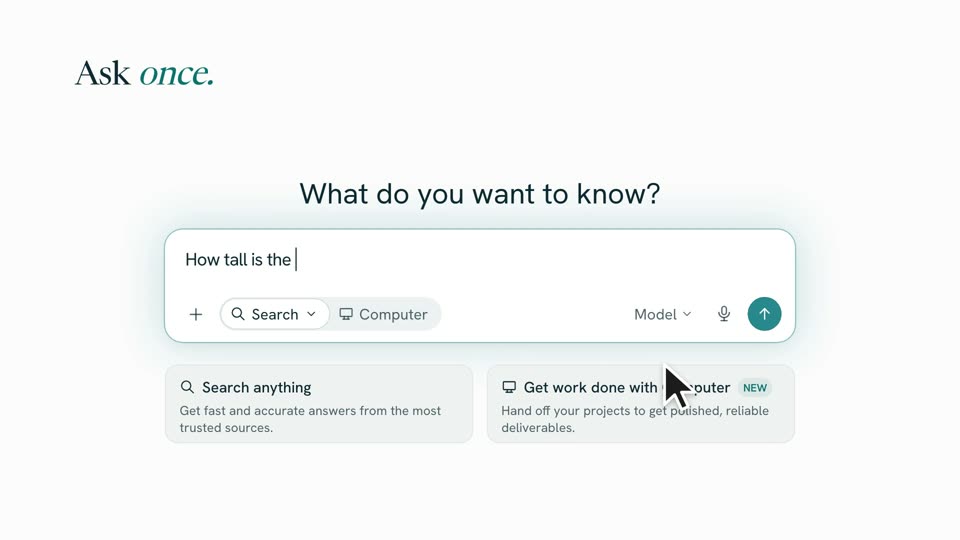 Ask once.
What do you want to know?
How tall is the
Search
Computer
Model
Search anything
Get fast and accurate answers from the most
trusted sources.
Get work done with Computer NEW
Hand off your projects to get polished, reliable
deliverables.